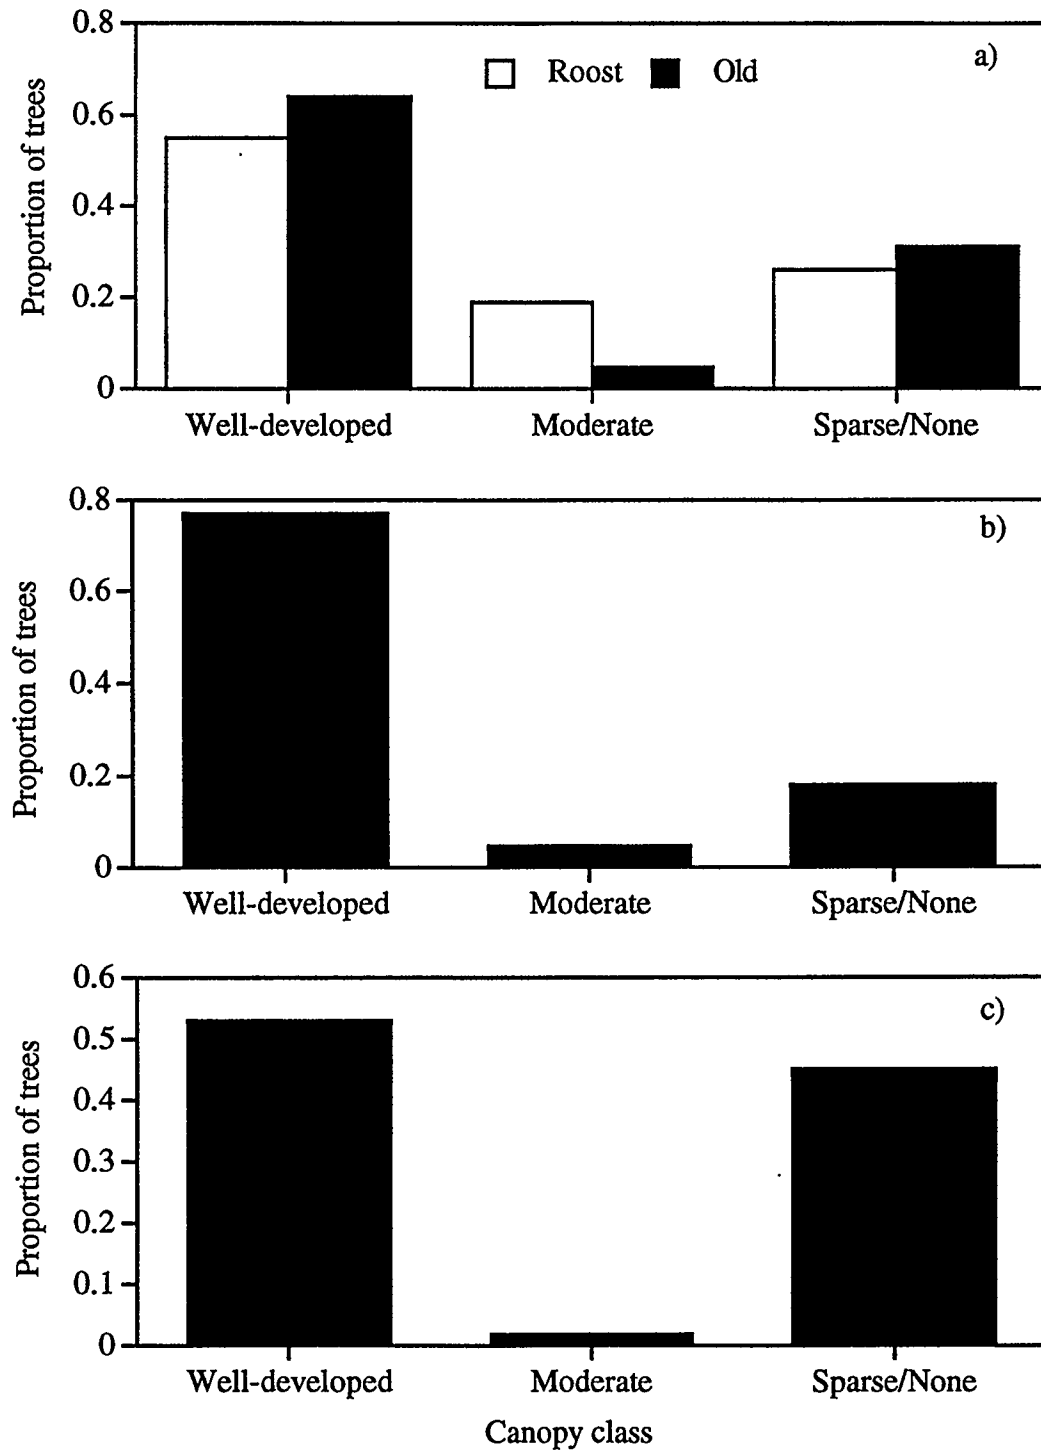 0.8
a)
Roost Old
0.6
0.4
0.2
0
Proportion of trees
Well-developed Moderate Sparse/None
0.8
b)
0.6
0.4
0.2
0
Proportion of trees
Well-developed Moderate Sparse/None
0.6
c)
0.5
0.4
0.3
0.2
0.1
0
Proportion of trees
Well-developed Moderate Sparse/None
Canopy class